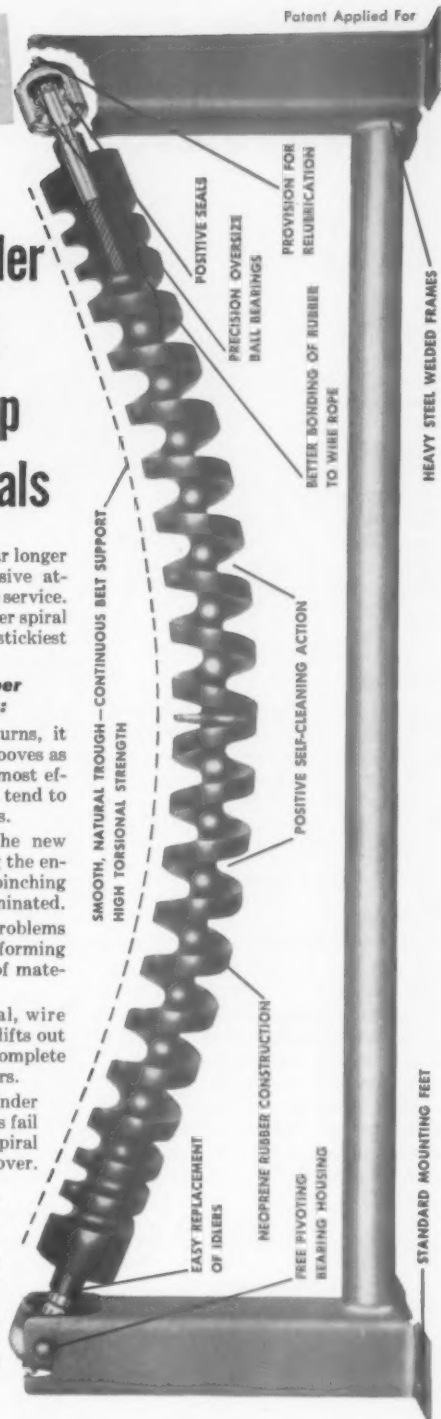 Patent Applied For
ler
p
als
ar longer
sive at-
service.
er spiral
stickiest
ber
:
urns, it
ooves as
most ef-
tend to
s.
he new
g the en-
pinching
minated.
roblems
forming
of mate-
al, wire
lifts out
omplete
rs.
nder
s fail
piral
over.
SMOOTH, NATURAL TROUGH—CONTINUOUS BELT SUPPORT
HIGH TORSIONAL STRENGTH
POSITIVE SEALS
PRECISION OVERSIZE
BALL BEARINGS
PROVISION FOR
RELUBRICATION
BETTER BONDING OF RUBBER
TO WIRE ROPE
HEAVY STEEL WELDED FRAMES
POSITIVE SELF-CLEANING ACTION
NEOPRENE RUBBER CONSTRUCTION
EASY REPLACEMENT
OF IDLERS
FREE PIVOTING
BEARING HOUSING
STANDARD MOUNTING FEET